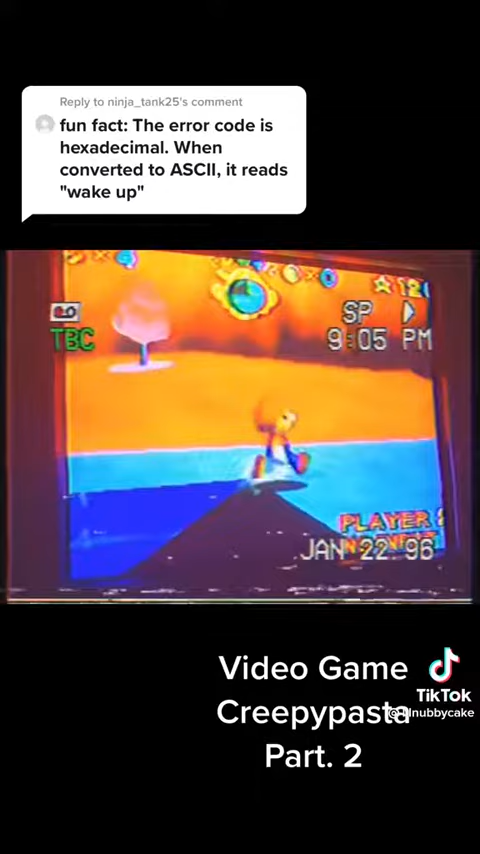 Reply to ninja_tank25's comment
fun fact: The error code is
hexadecimal. When
converted to ASCII, it reads
"wake up"
SP
TBC
9:05 PM
PLAYER
JAN 22 96
Video Game
Creepypasta
Part. 2
TikTok